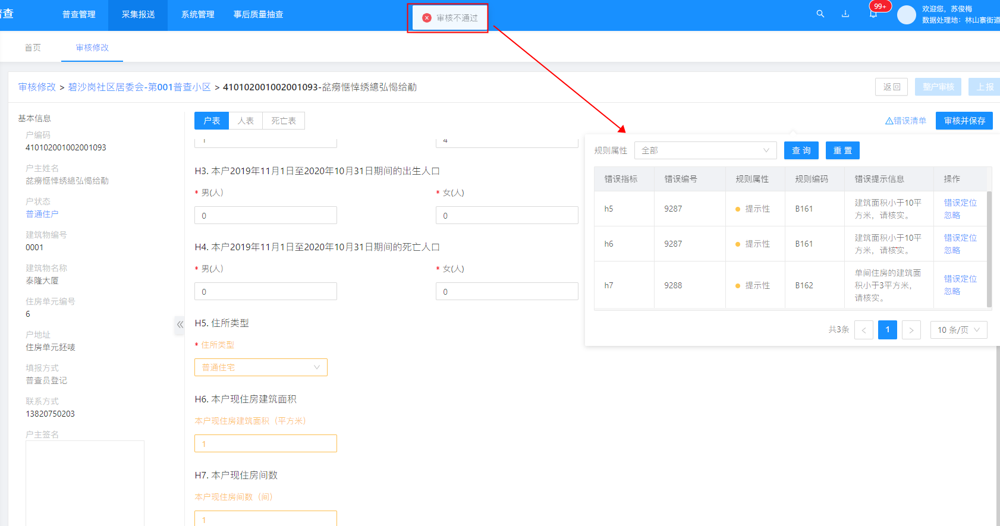 普查
普查管理
采集报送
系统管理
事后质量抽查
审核不通过
99+
欢迎您，苏俊梅
数据处理地：林山寨街道
首页
审核修改
审核修改 > 碧沙岗社区居委会-第001普查小区 > 410102001002001093-峾癆惬悻绣繶弘愒给勈
返 回
整户审核
上 报
基本信息
户编码
410102001002001093
户主姓名
户状态
普通住户
建筑物编号
0001
建筑物名称
泰隆大厦
住房单元编号
6
户地址
住房单元
填报方式
普查员登记
联系方式
13820750203
户主签名
户表
人表
死亡表
错误清单
审核并保存
1
4
H3. 本户2019年11月1日至2020年10月31日期间的出生人口
* 男(人)
* 女(人)
0
0
H4. 本户2019年11月1日至2020年10月31日期间的死亡人口
* 男(人)
* 女(人)
0
0
H5. 住所类型
* 住所类型
普通住宅
H6. 本户现住房建筑面积
本户现住房建筑面积（平方米）
1
H7. 本户现住房间数
本户现住房间数（间）
1
规则属性
全部
查 询
重 置
错误指标 错误编号 规则属性 规则编码 错误提示信息 操作
h5 9287 提示性 B161 建筑面积小于10平方米，请核实。 错误定位 忽略
h6 9287 提示性 B161 建筑面积小于10平方米，请核实。 错误定位 忽略
h7 9288 提示性 B162 单间住房的建筑面积小于3平方米，请核实。 错误定位 忽略
共3条
<
1
>
10 条/页